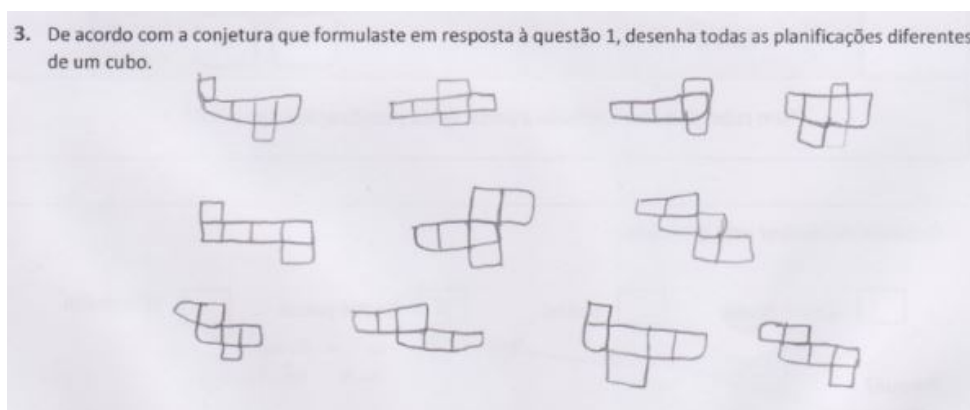 3. De acordo com a conjetura que formulaste em resposta à questão 1, desenha todas as planificações diferentes
de um cubo.